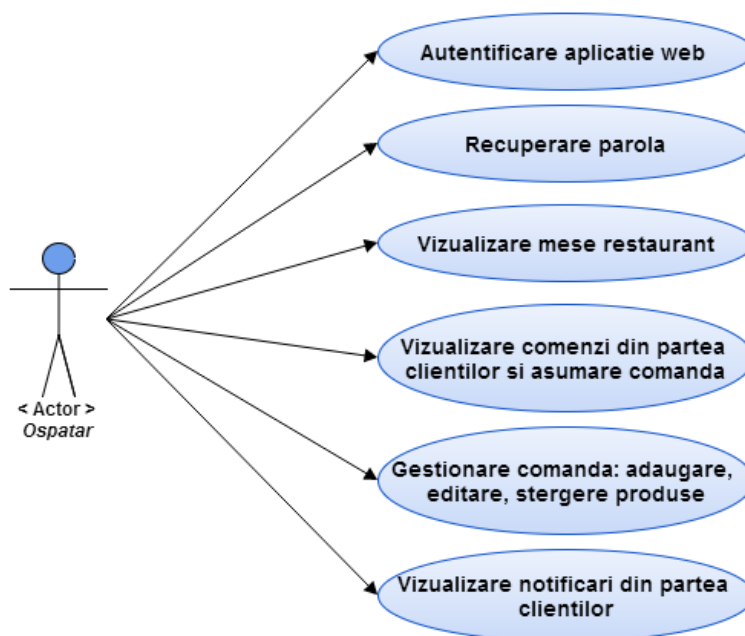 Autentificare aplicatie web
Recuperare parola
Vizualizare mese restaurant
Vizualizare comenzi din partea
clientilor si asumare comanda
< Actor >
Ospatar
Gestionare comanda: adaugare,
editare, stergere produse
Vizualizare notificari din partea
clientilor